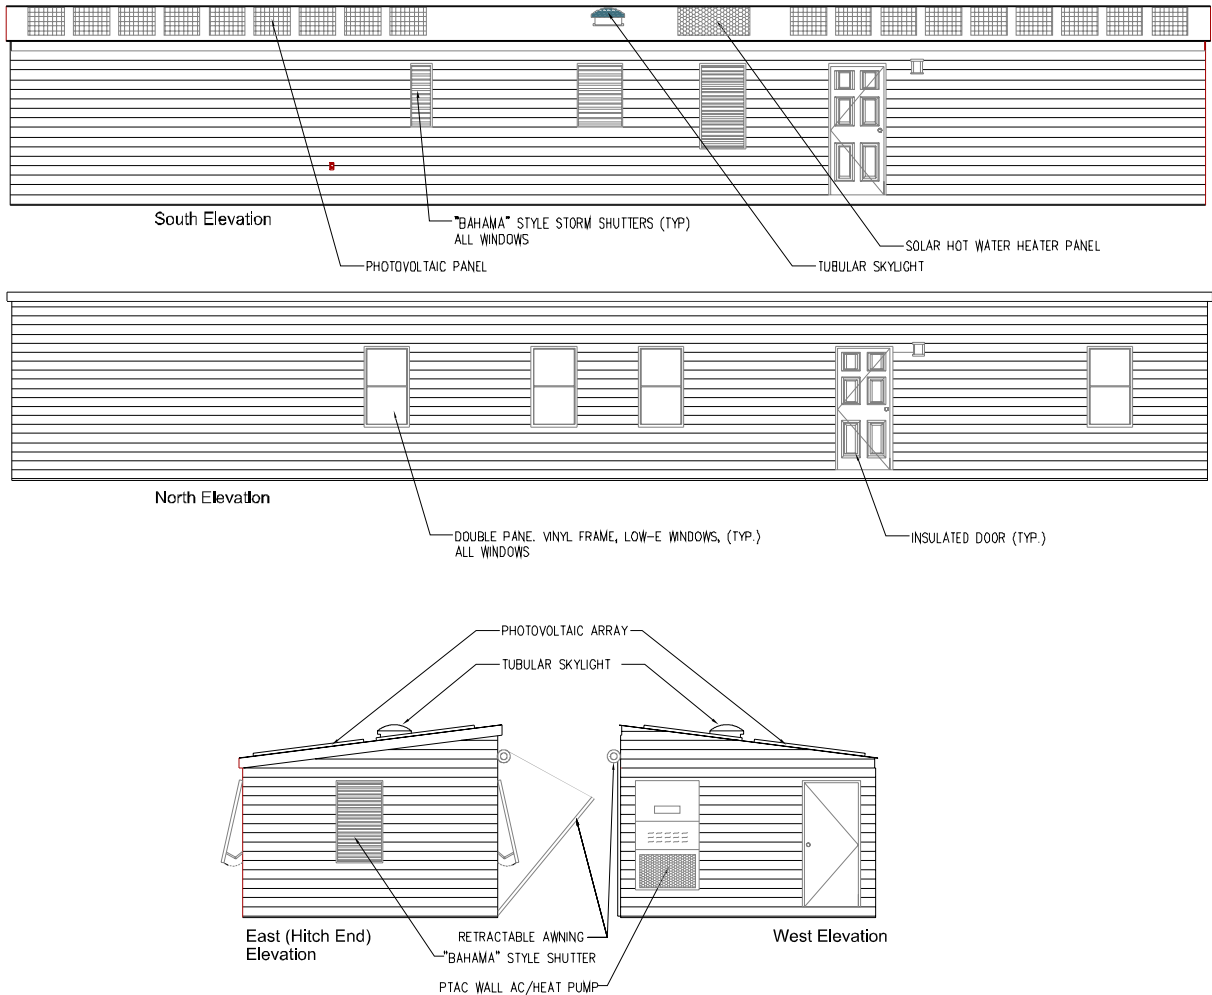 South Elevation
"BAHAMA" STYLE STORM SHUTTERS (TYP)
ALL WINDOWS
SOLAR HOT WATER HEATER PANEL
PHOTOVOLTAIC PANEL
TUBULAR SKYLIGHT
North Elevation
DOUBLE PANE. VINYL FRAME, LOW-E WINDOWS, (TYP.)
ALL WINDOWS
INSULATED DOOR (TYP.)
PHOTOVOLTAIC ARRAY
TUBULAR SKYLIGHT
East (Hitch End)
Elevation
RETRACTABLE AWNING
"BAHAMA" STYLE SHUTTER
PTAC WALL AC/HEAT PUMP
West Elevation